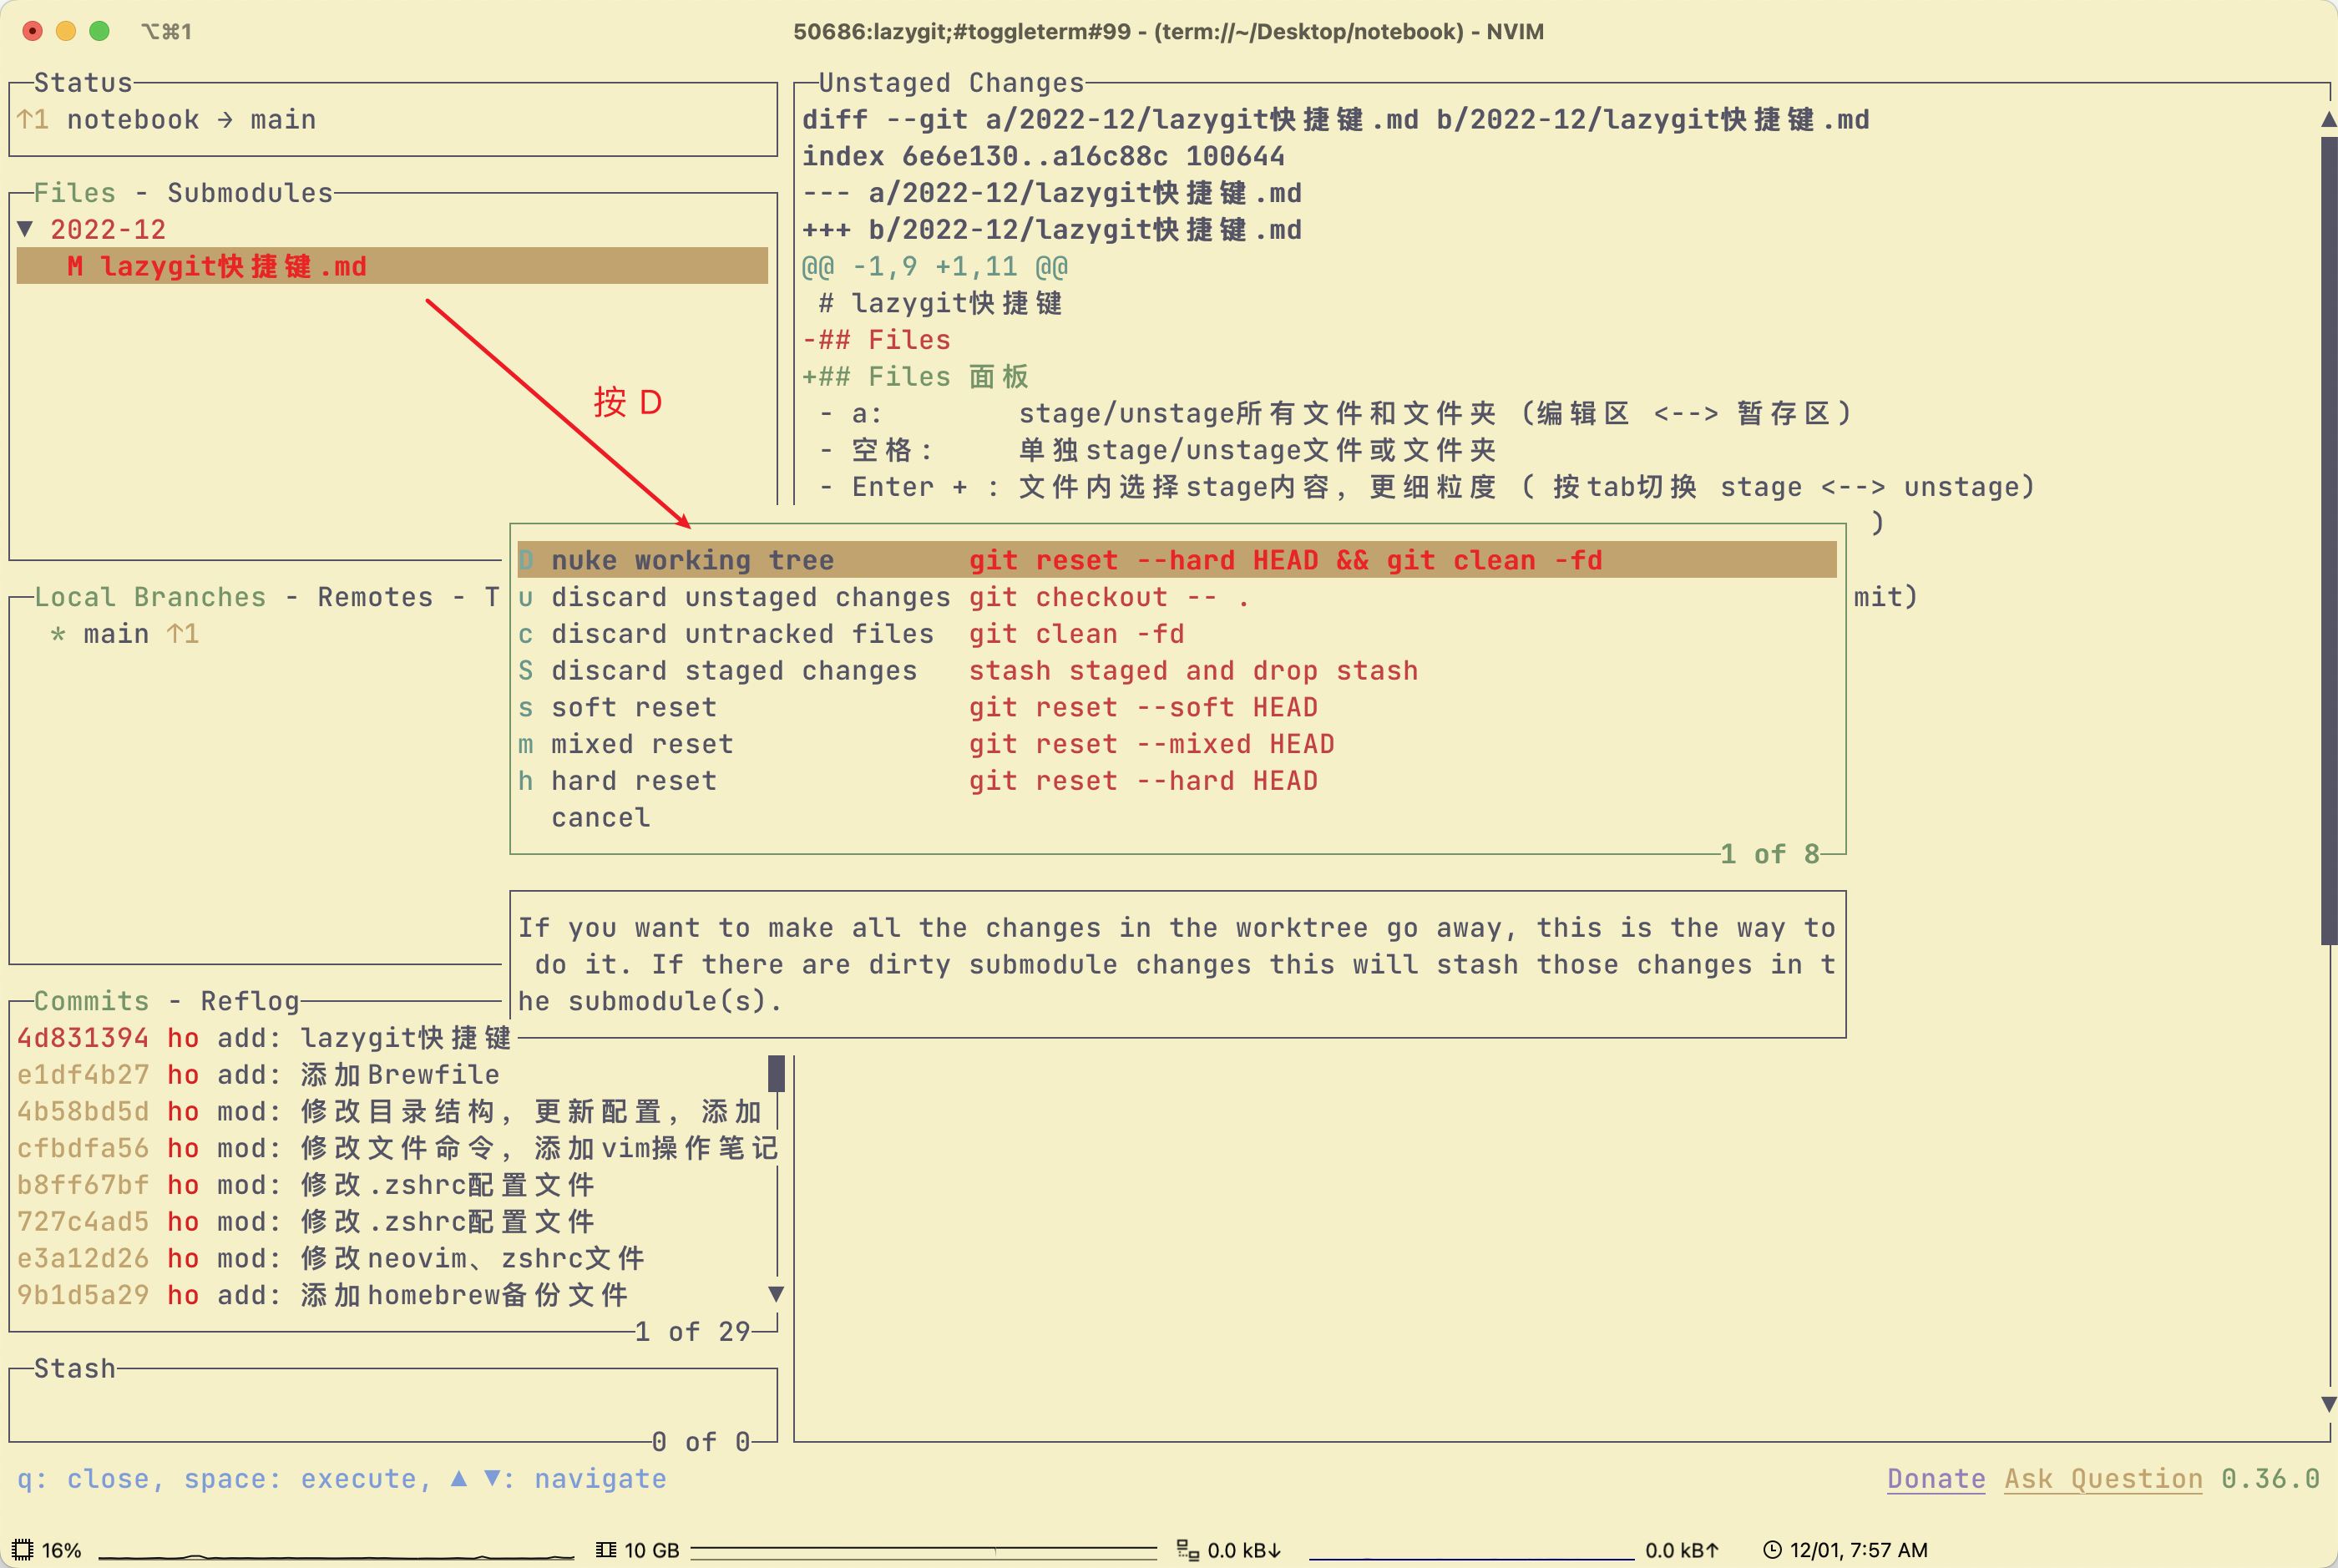 ⌥⌘1
50686:lazygit;#toggleterm#99 - (term://~/Desktop/notebook) - NVIM
Status
↑1 notebook → main
Files - Submodules
▼ 2022-12
M lazygit快捷键.md
按 D
Local Branches - Remotes - T
* main ↑1
Commits - Reflog
4d831394 ho add: lazygit快捷键
e1df4b27 ho add: 添加Brewfile
4b58bd5d ho mod: 修改目录结构，更新配置，添加
cfbdfa56 ho mod: 修改文件命令，添加vim操作笔记
b8ff67bf ho mod: 修改.zshrc配置文件
727c4ad5 ho mod: 修改.zshrc配置文件
e3a12d26 ho mod: 修改neovim、zshrc文件
9b1d5a29 ho add: 添加homebrew备份文件
1 of 29
Stash
0 of 0
Unstaged Changes
diff --git a/2022-12/lazygit快捷键.md b/2022-12/lazygit快捷键.md
index 6e6e130..a16c88c 100644
--- a/2022-12/lazygit快捷键.md
+++ b/2022-12/lazygit快捷键.md
@@ -1,9 +1,11 @@
# lazygit快捷键
-## Files
+## Files 面板
- a: stage/unstage所有文件和文件夹（编辑区 <--> 暂存区）
- 空格： 单独stage/unstage文件或文件夹
- Enter + : 文件内选择stage内容，更细粒度 ( 按tab切换 stage <--> unstage)
)
mit)
D nuke working tree git reset --hard HEAD && git clean -fd
u discard unstaged changes git checkout -- .
c discard untracked files git clean -fd
S discard staged changes stash staged and drop stash
s soft reset git reset --soft HEAD
m mixed reset git reset --mixed HEAD
h hard reset git reset --hard HEAD
cancel
1 of 8
If you want to make all the changes in the worktree go away, this is the way to
do it. If there are dirty submodule changes this will stash those changes in t
he submodule(s).
q: close, space: execute, ▲ ▼: navigate
Donate Ask Question 0.36.0
16% 10 GB 0.0 kB↓ 0.0 kB↑ 12/01, 7:57 AM